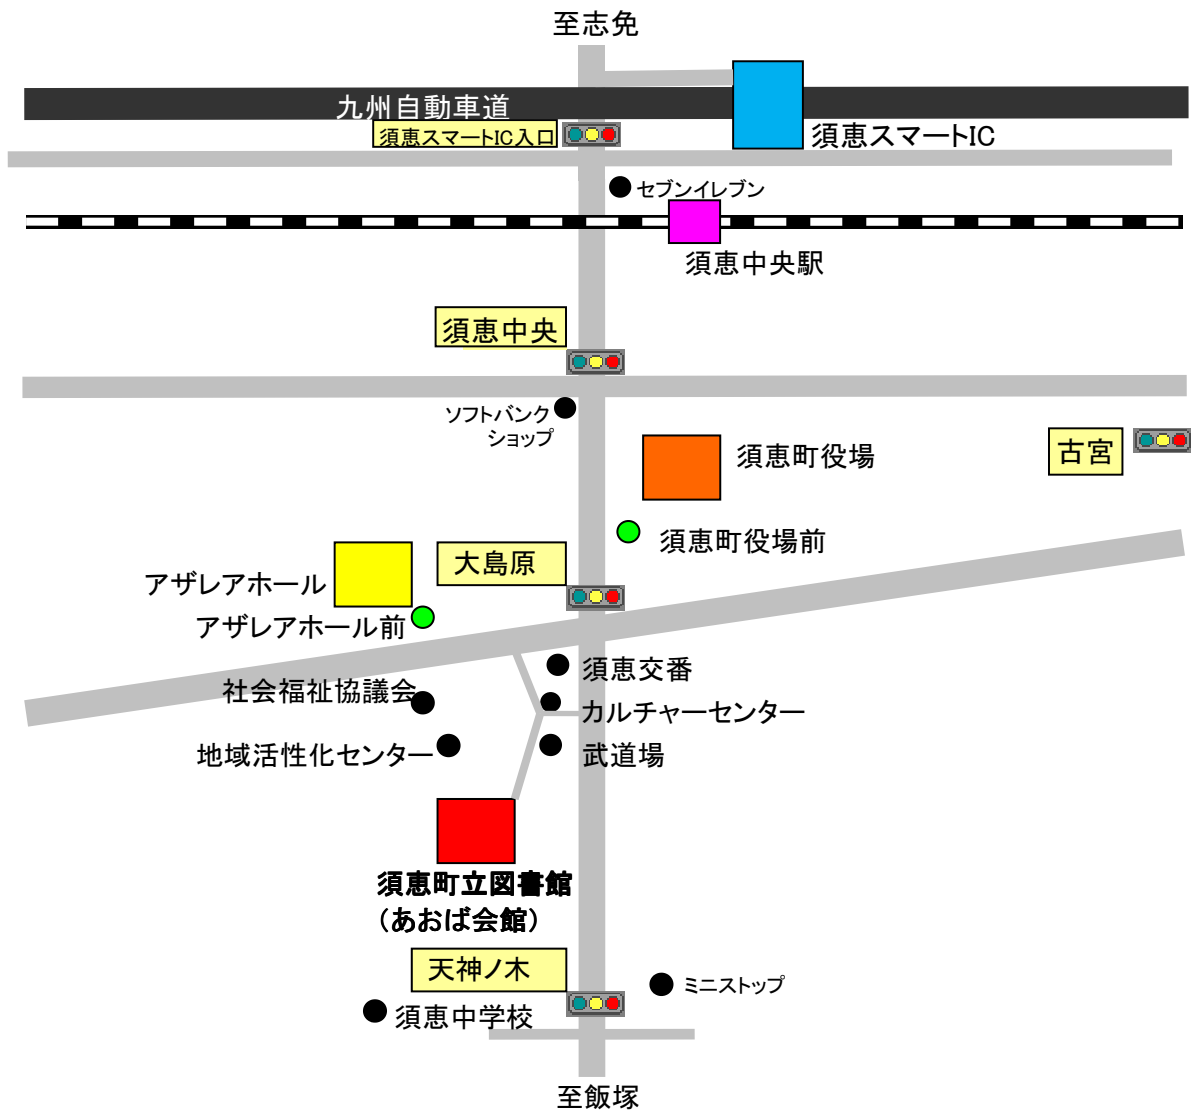 至志免
九州自動車道
須恵スマートIC入口
須恵スマートIC
セブンイレブン
須恵中央駅
須恵中央
ソフトバンク
ショップ
須恵町役場
古宮
須恵町役場前
大島原
アザレアホール
アザレアホール前
須恵交番
社会福祉協議会
カルチャーセンター
地域活性化センター
武道場
須恵町立図書館
（あおば会館）
天神ノ木
ミニストップ
須恵中学校
至飯塚